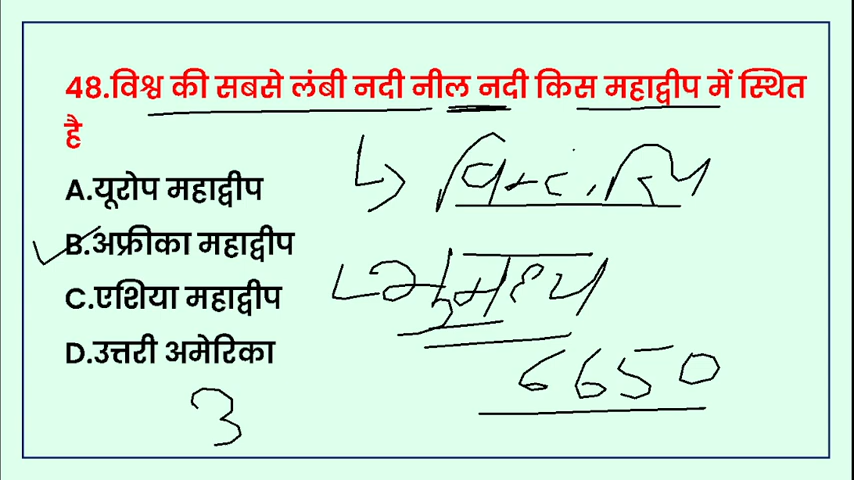 48.विश्व की सबसे लंबी नदी नील नदी किस महाद्वीप में स्थित
है
A.यूरोप महाद्वीप
B.अफ्रीका महाद्वीप
C.एशिया महाद्वीप
D.उत्तरी अमेरिका
6650
3